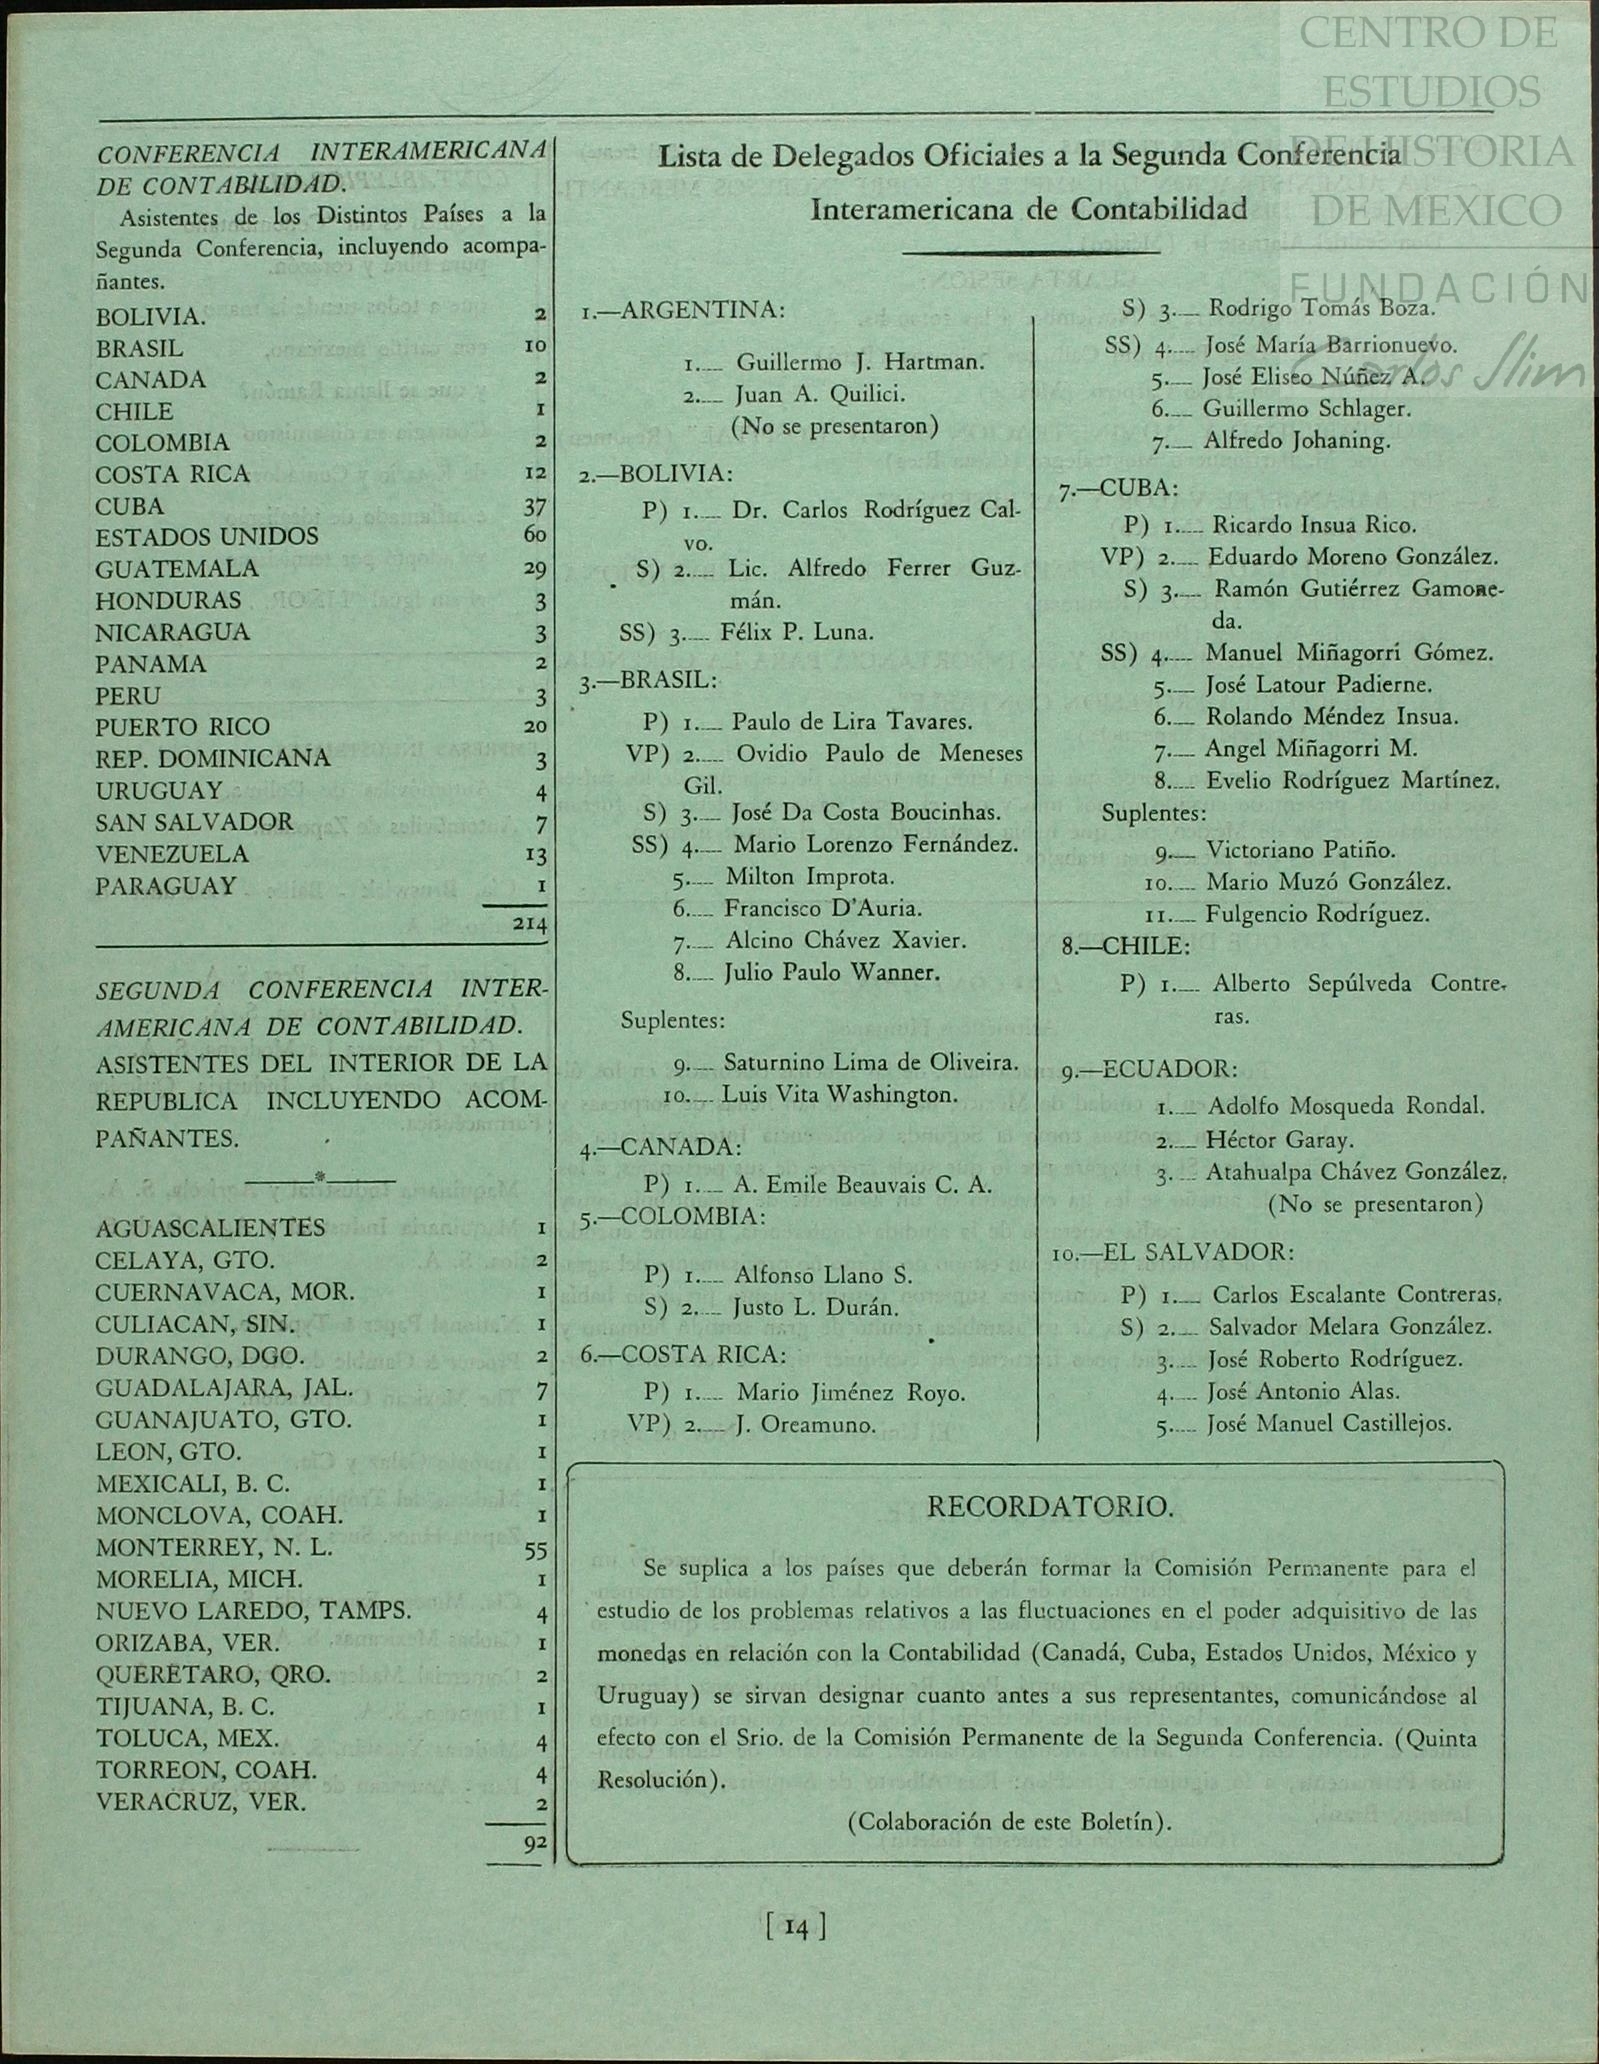 CENTRO DE
ESTUDIOS
DE HISTORIA
DE MEXICO
FUNDACIÓN
Carlos Slim
CONFERENCIA INTERAMERICANA
DE CONTABILIDAD.
Asistentes de los Distintos Países a la
Segunda Conferencia, incluyendo acompa-
ñantes.
BOLIVIA. 2
BRASIL 10
CANADA 2
CHILE 1
COLOMBIA 2
COSTA RICA 12
CUBA 37
ESTADOS UNIDOS 60
GUATEMALA 29
HONDURAS 3
NICARAGUA 3
PANAMA 2
PERU 3
PUERTO RICO 20
REP. DOMINICANA 3
URUGUAY 4
SAN SALVADOR 7
VENEZUELA 13
PARAGUAY 1
214
SEGUNDA CONFERENCIA INTER-
AMERICANA DE CONTABILIDAD.
ASISTENTES DEL INTERIOR DE LA
REPUBLICA INCLUYENDO ACOM-
PAÑANTES.
*
AGUASCALIENTES 1
CELAYA, GTO. 2
CUERNAVACA, MOR. 1
CULIACAN, SIN. 1
DURANGO, DGO. 2
GUADALAJARA, JAL. 7
GUANAJUATO, GTO. 1
LEON, GTO. 1
MEXICALI, B. C. 1
MONCLOVA, COAH. 1
MONTERREY, N. L. 55
MORELIA, MICH. 1
NUEVO LAREDO, TAMPS. 4
ORIZABA, VER. 1
QUERETARO, QRO. 2
TIJUANA, B. C. 1
TOLUCA, MEX. 4
TORREON, COAH. 4
VERACRUZ, VER. 2
92
Lista de Delegados Oficiales a la Segunda Conferencia
Interamericana de Contabilidad
1.—ARGENTINA:
1.— Guillermo J. Hartman.
2.— Juan A. Quilici.
(No se presentaron)
2.—BOLIVIA:
P) 1.— Dr. Carlos Rodríguez Cal-
vo.
S) 2.— Lic. Alfredo Ferrer Guz-
mán.
SS) 3.— Félix P. Luna.
3.—BRASIL:
P) 1.— Paulo de Lira Tavares.
VP) 2.— Ovidio Paulo de Meneses
Gil.
S) 3.— José Da Costa Boucinhas.
SS) 4.— Mario Lorenzo Fernández.
5.— Milton Improta.
6.— Francisco D'Auria.
7.— Alcino Chávez Xavier.
8.— Julio Paulo Wanner.
Suplentes:
9.— Saturnino Lima de Oliveira.
10.— Luis Vita Washington.
4.—CANADA:
P) 1.— A. Emile Beauvais C. A.
5.—COLOMBIA:
P) 1.— Alfonso Llano S.
S) 2.— Justo L. Durán.
6.—COSTA RICA:
P) 1.— Mario Jiménez Royo.
VP) 2.— J. Oreamuno.
S) 3.— Rodrigo Tomás Boza.
SS) 4.— José María Barrionuevo.
5.— José Eliseo Núñez A.
6.— Guillermo Schlager.
7.— Alfredo Johaning.
7.—CUBA:
P) 1.— Ricardo Insua Rico.
VP) 2.— Eduardo Moreno González.
S) 3.— Ramón Gutiérrez Gamone-
da.
SS) 4.— Manuel Miñagorri Gómez.
5.— José Latour Padierne.
6.— Rolando Méndez Insua.
7.— Angel Miñagorri M.
8.— Evelio Rodríguez Martínez.
Suplentes:
9.— Victoriano Patiño.
10.— Mario Muzó González.
11.— Fulgencio Rodríguez.
8.—CHILE:
P) 1.— Alberto Sepúlveda Contre-
ras.
9.—ECUADOR:
1.— Adolfo Mosqueda Rondal.
2.— Héctor Garay.
3.— Atahualpa Chávez González.
(No se presentaron)
10.—EL SALVADOR:
P) 1.— Carlos Escalante Contreras.
S) 2.— Salvador Melara González.
3.— José Roberto Rodríguez.
4.— José Antonio Alas.
5.— José Manuel Castillejos.
RECORDATORIO.
Se suplica a los países que deberán formar la Comisión Permanente para el
estudio de los problemas relativos a las fluctuaciones en el poder adquisitivo de las
monedas en relación con la Contabilidad (Canadá, Cuba, Estados Unidos, México y
Uruguay) se sirvan designar cuanto antes a sus representantes, comunicándose al
efecto con el Srio. de la Comisión Permanente de la Segunda Conferencia. (Quinta
Resolución).
(Colaboración de este Boletín).
[ 14 ]